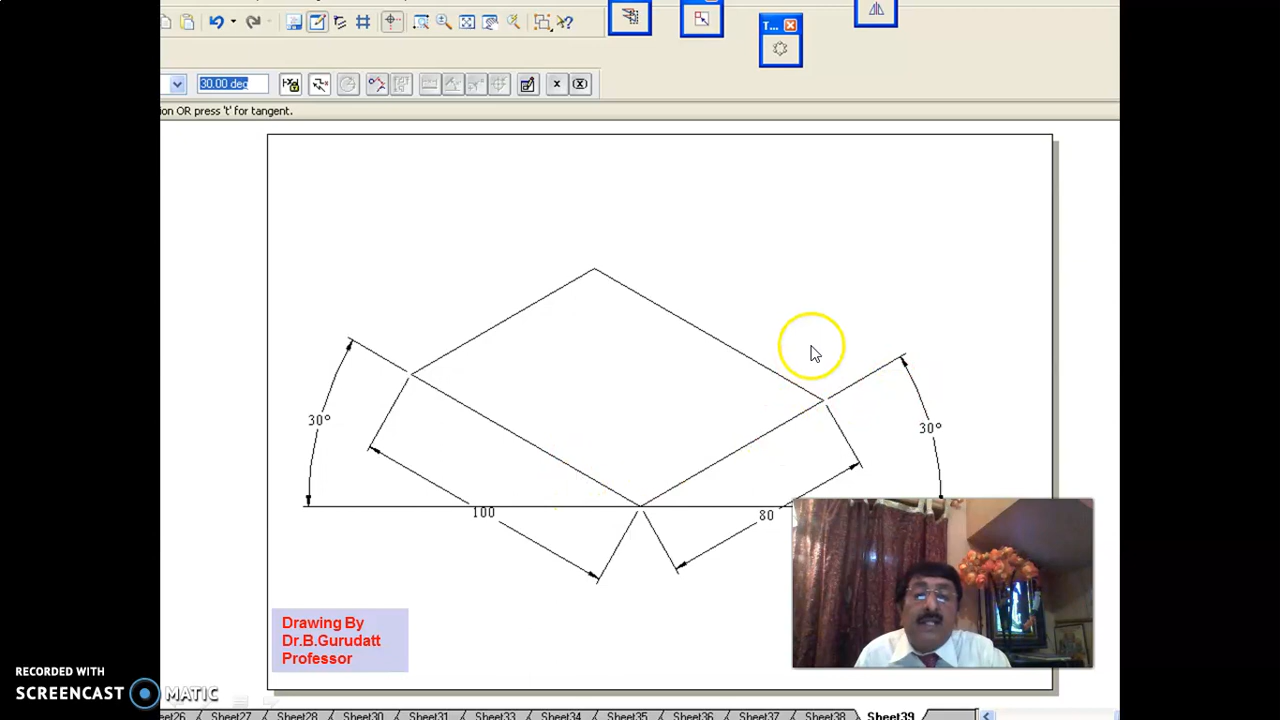 T...
30.00 deg
ion OR press 't' for tangent.
30°
30°
100
80
Drawing By
Dr.B.Gurudatt
Professor
RECORDED WITH
SCREENCAST MATIC
Sheet26 Sheet27 Sheet28 Sheet30 Sheet31 Sheet33 Sheet34 Sheet35 Sheet36 Sheet37 Sheet38 Sheet39